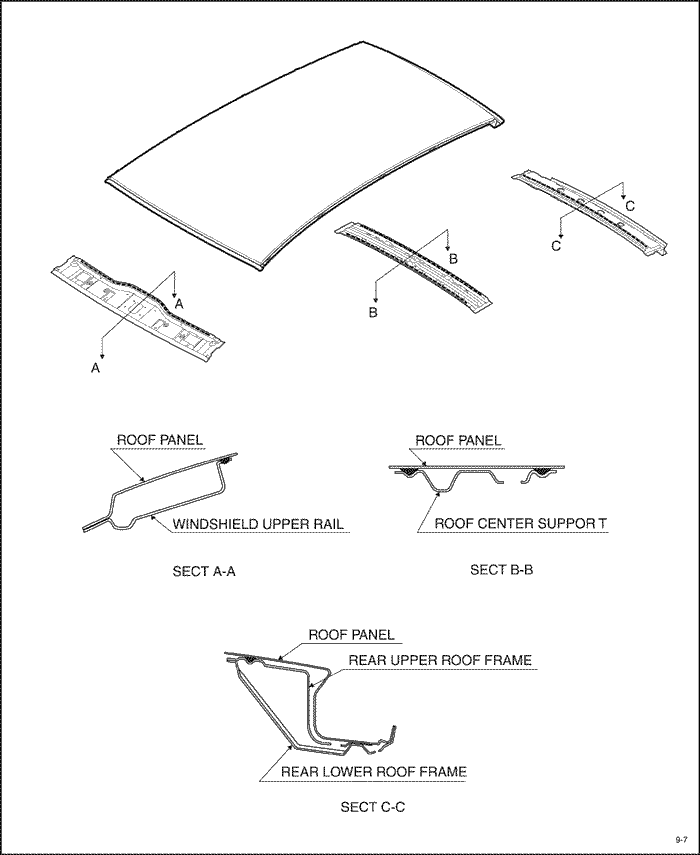 C
C
B
B
A
A
ROOF PANEL
WINDSHIELD UPPER RAIL
SECT A-A
ROOF PANEL
ROOF CENTER SUPPOR T
SECT B-B
ROOF PANEL
REAR UPPER ROOF FRAME
REAR LOWER ROOF FRAME
SECT C-C
9-7